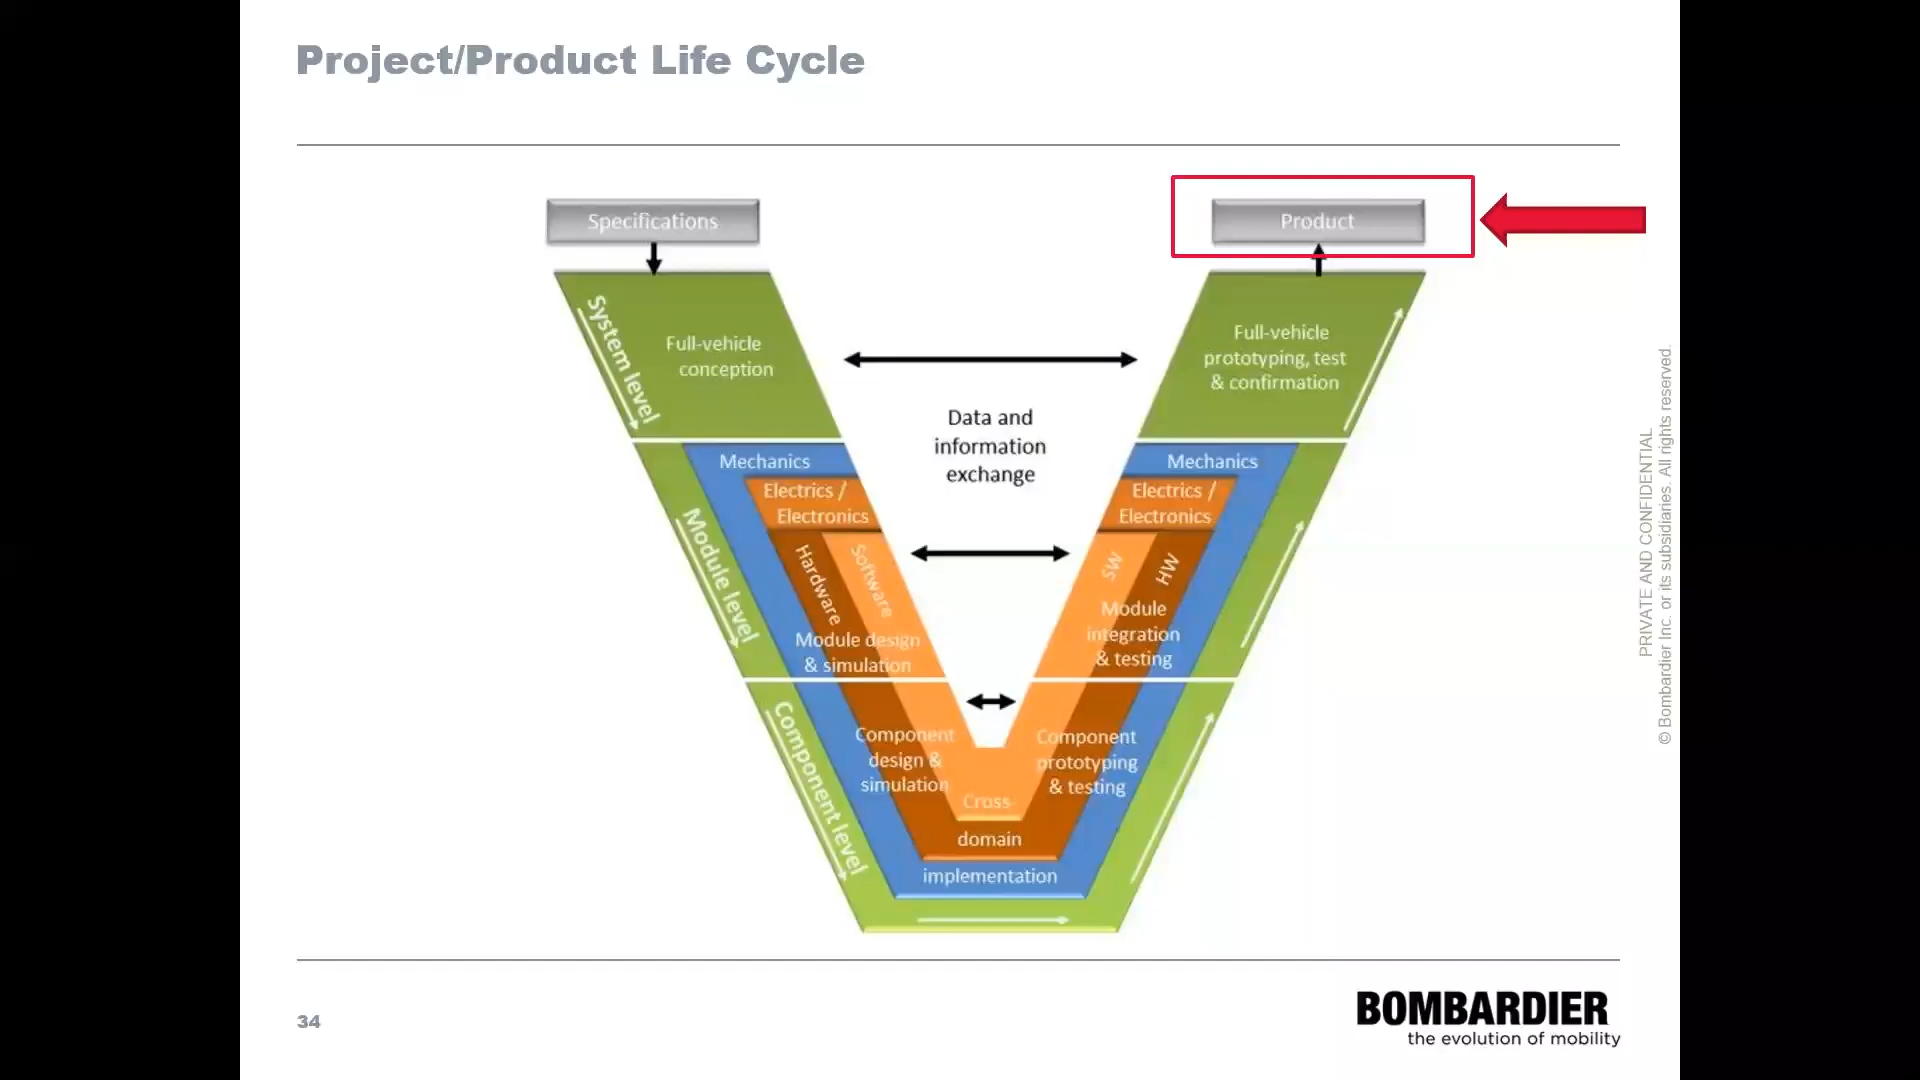 Project/Product Life Cycle
Specifications
Product
System level
Full-vehicle
conception
Full-vehicle
prototyping, test
& confirmation
Data and
information
exchange
Mechanics
Mechanics
Electrics /
Electronics
Electrics /
Electronics
Module level
Hardware
Software
SW
HW
Module design
& simulation
Module
integration
& testing
Component level
Component
design &
simulation
Component
prototyping
& testing
Cross-
domain
implementation
PRIVATE AND CONFIDENTIAL
© Bombardier Inc. or its subsidiaries. All rights reserved.
34
BOMBARDIER
the evolution of mobility